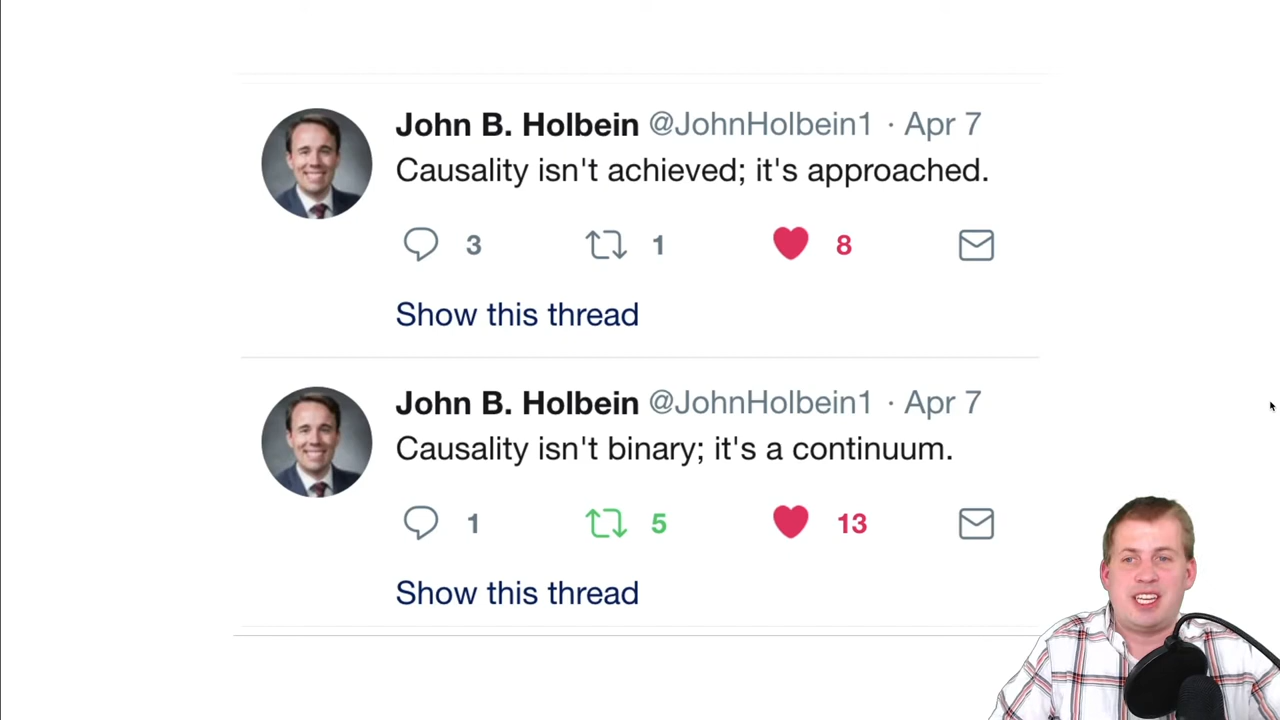 John B. Holbein @JohnHolbein1 · Apr 7
Causality isn't achieved; it's approached.
3 1 8
Show this thread
John B. Holbein @JohnHolbein1 · Apr 7
Causality isn't binary; it's a continuum.
1 5 13
Show this thread